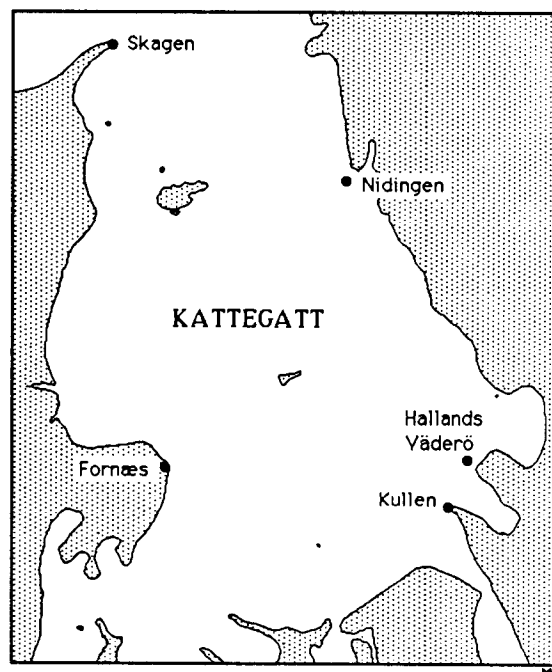 Skagen
Nidingen
KATTEGATT
Hallands
Väderö
Fornæs
Kullen